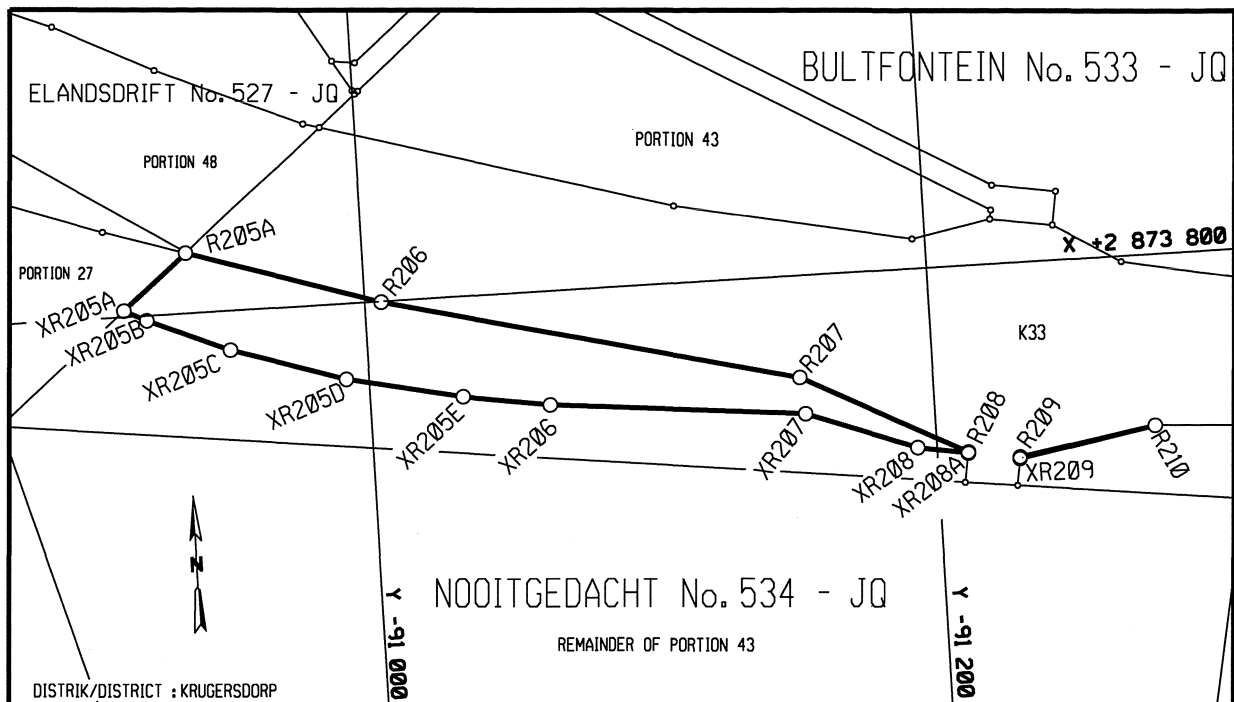 BULTFONTEIN No. 533 - JQ
ELANDSDRIFT No. 527 - JQ
PORTION 43
PORTION 48
R205A
X +2 873 800
PORTION 27
R206
XR205A
XR205B
K33
XR205C
R207
XR205D
XR205E
XR206
XR207
R208
R209
R210
XR208
XR208A
XR209
N
NOOITGEDACHT No. 534 - JQ
Y -91 000
Y -91 200
REMAINDER OF PORTION 43
DISTRIK/DISTRICT : KRUGERSDORP